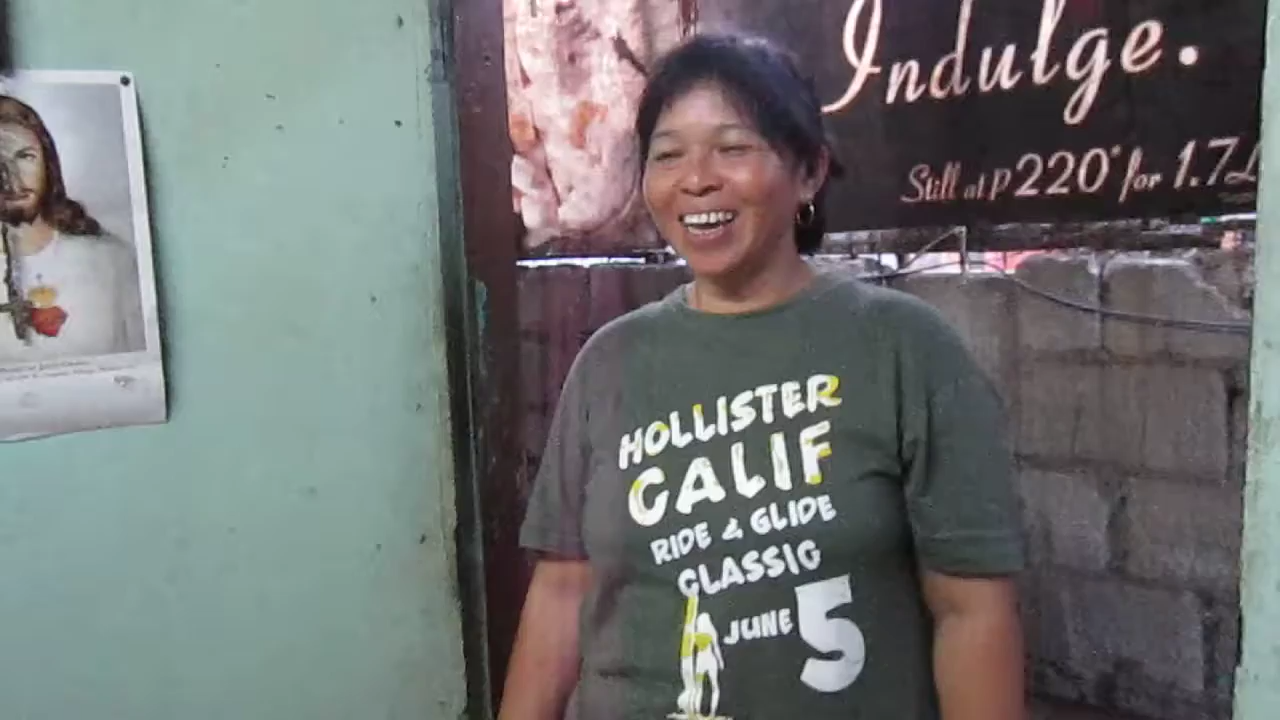 Indulge.
Still at P220* for 1.7L
HOLLISTER
CALIF
RIDE & GLIDE
CLASSIC
JUNE 5